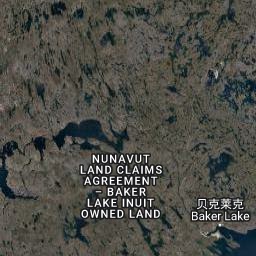 NUNAVUT
LAND CLAIMS
AGREEMENT
– BAKER
LAKE INUIT
OWNED LAND
贝克莱克
Baker Lake